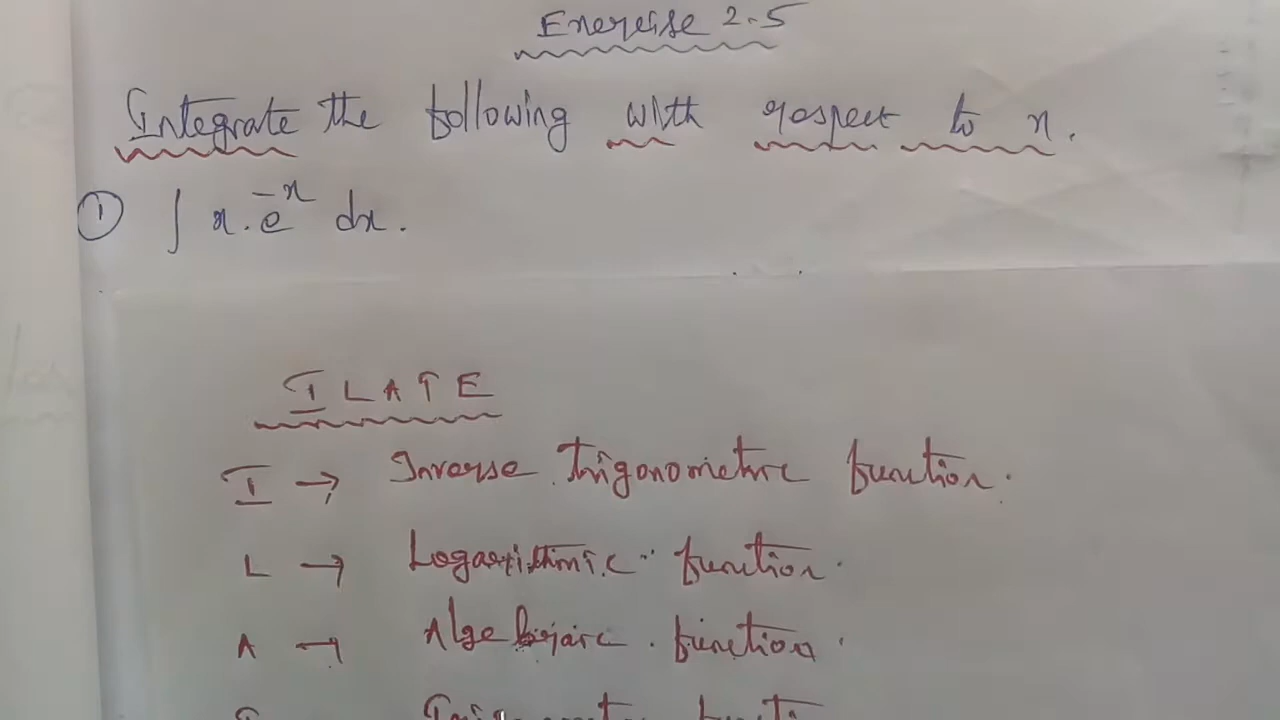 Exercise 2.5
Integrate the following with respect to x.
① ∫ x.e^-x dx.
ILATE
I → Inverse Trigonometric function.
L → Logarithmic function.
A → Algebraic function.